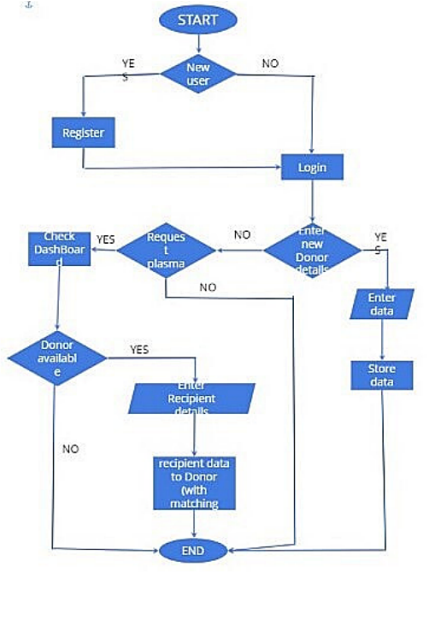 START
YE
S
New
user
NO
Register
Login
Check
DashBoar
d
YES
Reques
t
plasma
NO
Enter
new
Donor
details
YE
S
NO
Enter
data
Donor
availabl
e
YES
Store
data
Enter
Recipient
details
NO
recipient data
to Donor
(with
matching
END